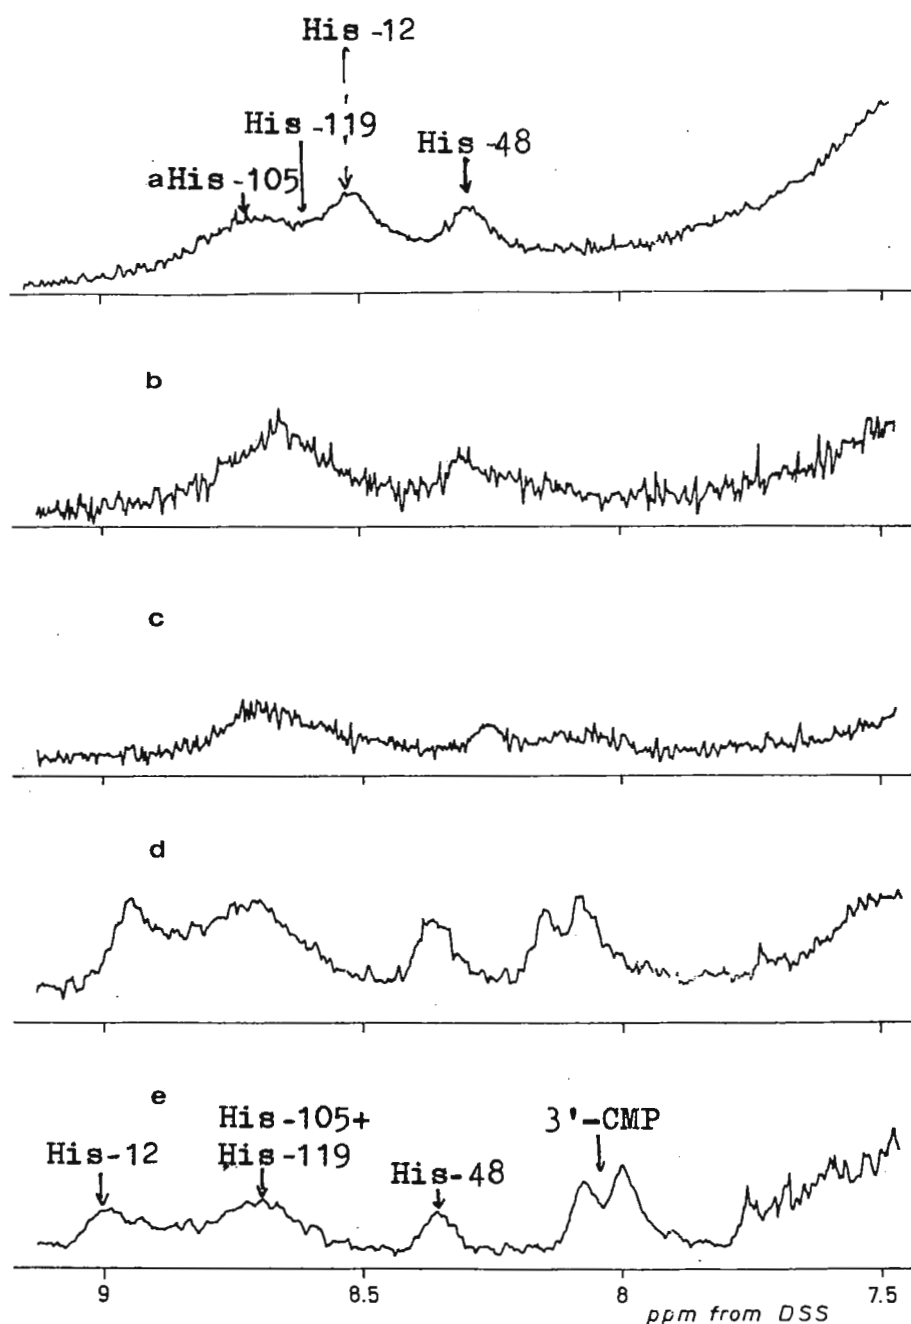 His-12
His-119
His-48
aHis-105
b
c
d
e
His-105+
3'-CMP
His-12
His-119
His-48
9
8.5
8
7.5
ppm from DSS